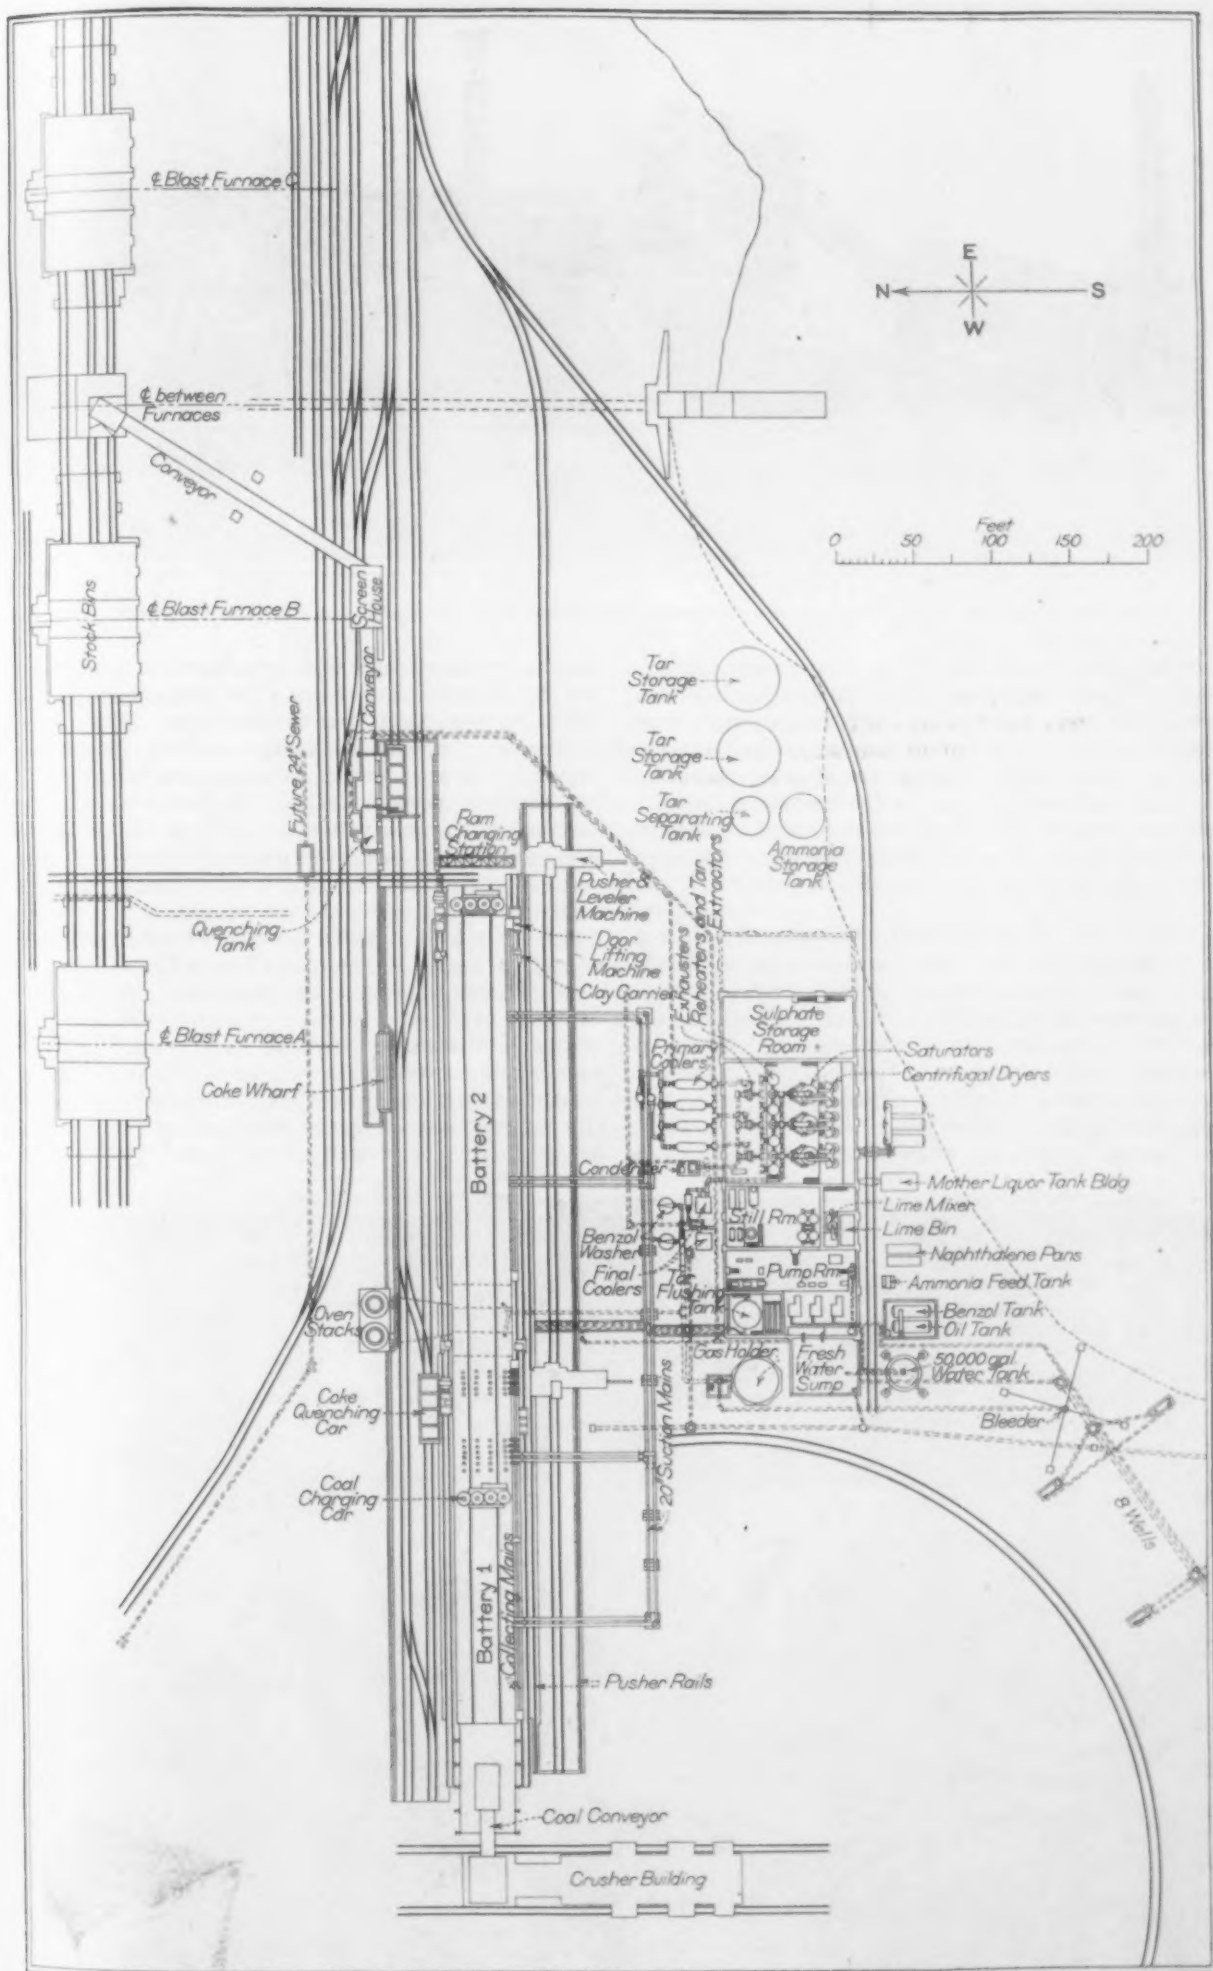 ℄ Blast Furnace C
E
N
S
W
℄ between
Furnaces
Conveyor
Feet
0 50 100 150 200
Screen
House
℄ Blast Furnace B
Stock Bins
Conveyor
Tar
Storage
Tank
Future 24" Sewer
Tar
Storage
Tank
Tar
Separating
Tank
Ammonia
Storage
Tank
Ram
Changing
Station
Pusher &
Leveler
Machine
Quenching
Tank
Door
Lifting
Machine
Clay Carrier
Exhausters
Reheaters and Tar
Extractors
Sulphate
Storage
Room
℄ Blast Furnace A
Primary
Coolers
Saturators
Centrifugal Dryers
Coke Wharf
Battery 2
Condenser
Mother Liquor Tank Bldg
Still Rm
Lime Mixer
Lime Bin
Benzol
Washer
Final
Coolers
Tar
Flushing
Tank
Pump Rm
Naphthalene Pans
Ammonia Feed Tank
Benzol Tank
Oil Tank
Oven
Stacks
Gas Holder
Fresh
Water
Sump
50,000 gal.
Water Tank
Coke
Quenching
Car
Bleeder
20" Suction Mains
Coal
Charging
Car
8 Wells
Battery 1
Collecting Mains
Pusher Rails
Coal Conveyor
Crusher Building